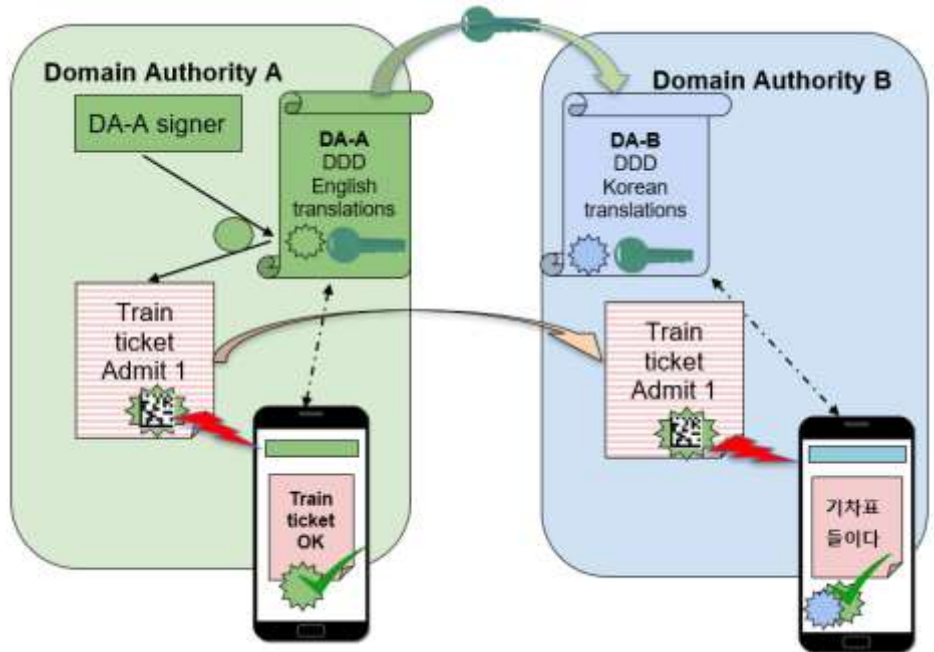 Domain Authority A
DA-A signer
DA-A
DDD
English
translations
Train
ticket
Admit 1
Train
ticket
OK
Domain Authority B
DA-B
DDD
Korean
translations
Train
ticket
Admit 1
기차표
들이다